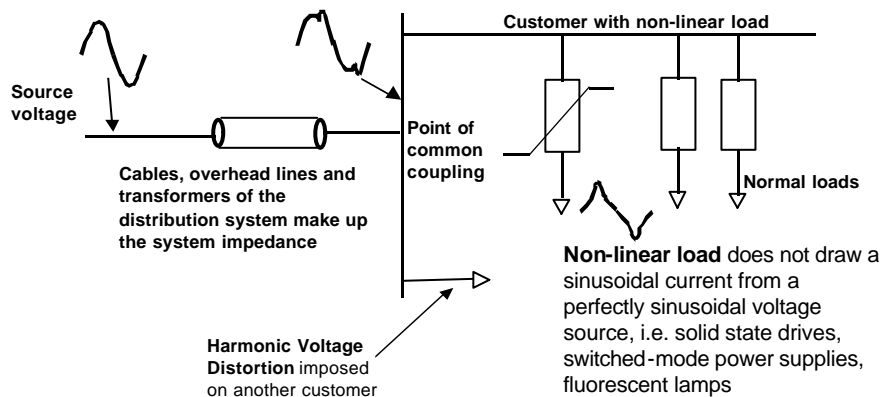 Customer with non-linear load
Source
voltage
Point of
common
coupling
Cables, overhead lines and
transformers of the
distribution system make up
the system impedance
Normal loads
Non-linear load does not draw a
sinusoidal current from a
perfectly sinusoidal voltage
source, i.e. solid state drives,
switched-mode power supplies,
fluorescent lamps
Harmonic Voltage
Distortion imposed
on another customer